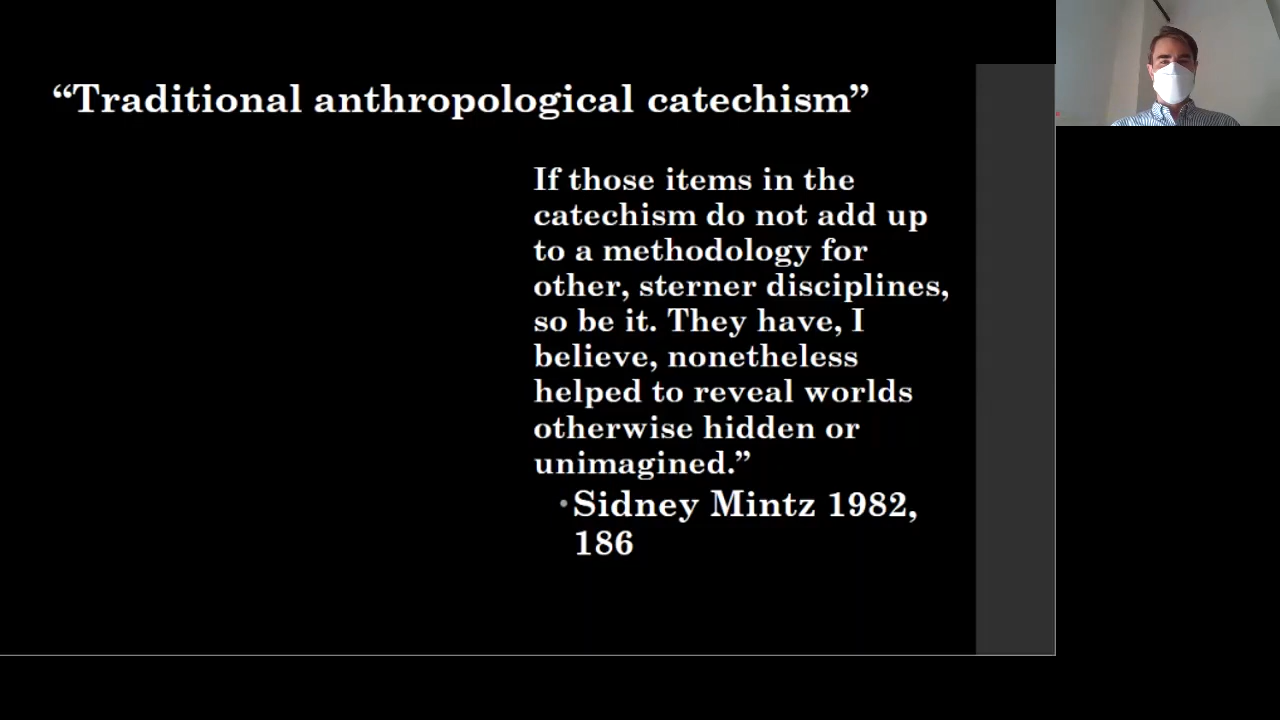 “Traditional anthropological catechism”
If those items in the
catechism do not add up
to a methodology for
other, sterner disciplines,
so be it. They have, I
believe, nonetheless
helped to reveal worlds
otherwise hidden or
unimagined.”
•Sidney Mintz 1982,
186